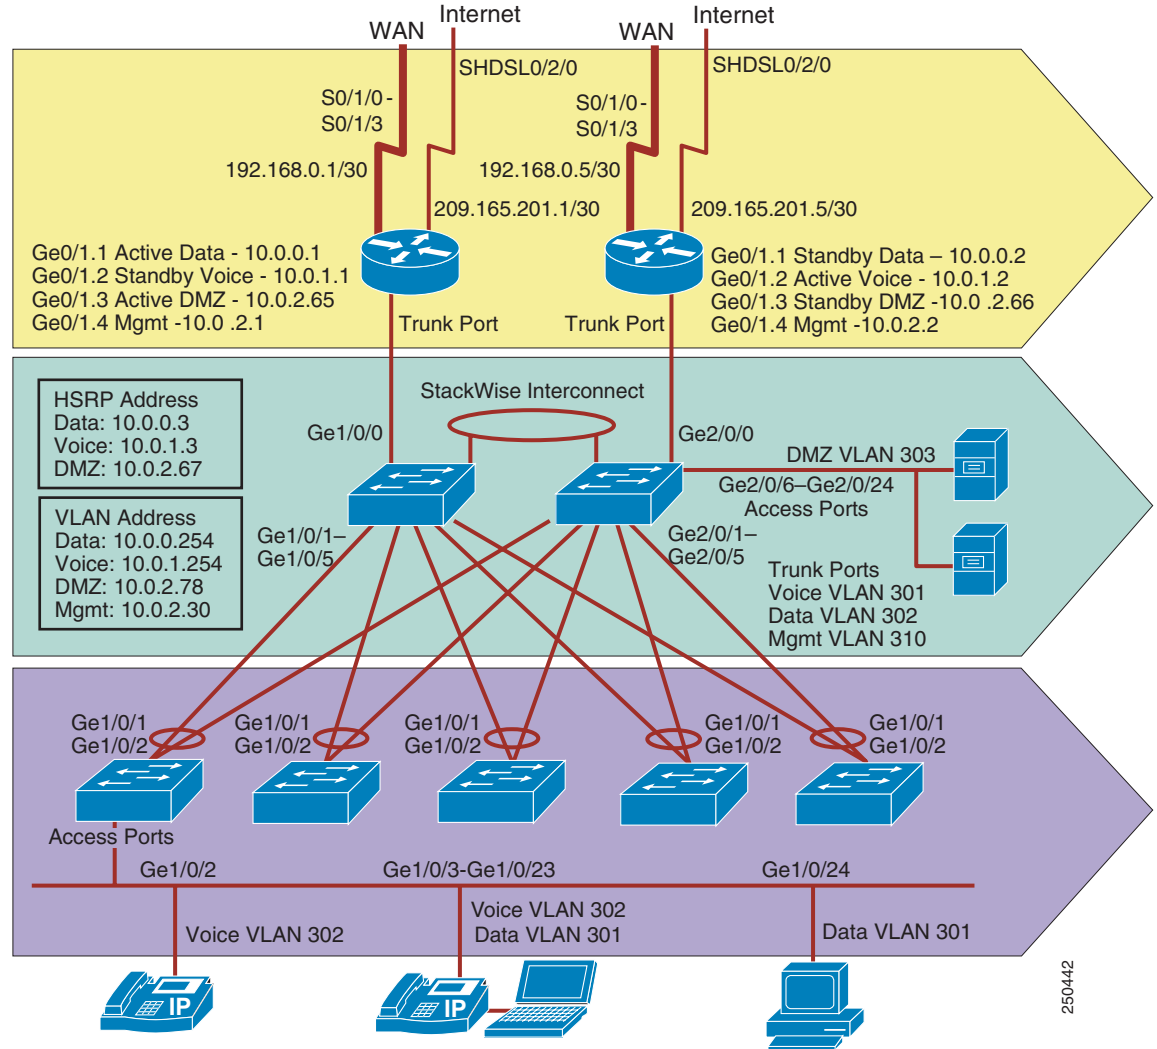 WAN
Internet
WAN
Internet
SHDSL0/2/0
SHDSL0/2/0
S0/1/0-
S0/1/3
S0/1/0-
S0/1/3
192.168.0.1/30
192.168.0.5/30
209.165.201.1/30
209.165.201.5/30
Ge0/1.1 Active Data - 10.0.0.1
Ge0/1.2 Standby Voice - 10.0.1.1
Ge0/1.3 Active DMZ - 10.0.2.65
Ge0/1.4 Mgmt -10.0 .2.1
Ge0/1.1 Standby Data – 10.0.0.2
Ge0/1.2 Active Voice - 10.0.1.2
Ge0/1.3 Standby DMZ -10.0 .2.66
Ge0/1.4 Mgmt -10.0.2.2
Trunk Port
Trunk Port
StackWise Interconnect
HSRP Address
Data: 10.0.0.3
Voice: 10.0.1.3
DMZ: 10.0.2.67
Ge1/0/0
Ge2/0/0
DMZ VLAN 303
Ge2/0/6–Ge2/0/24
Access Ports
VLAN Address
Data: 10.0.0.254
Voice: 10.0.1.254
DMZ: 10.0.2.78
Mgmt: 10.0.2.30
Ge1/0/1–
Ge1/0/5
Ge2/0/1–
Ge2/0/5
Trunk Ports
Voice VLAN 301
Data VLAN 302
Mgmt VLAN 310
Ge1/0/1
Ge1/0/2
Ge1/0/1
Ge1/0/2
Ge1/0/1
Ge1/0/2
Ge1/0/1
Ge1/0/2
Ge1/0/1
Ge1/0/2
Access Ports
Ge1/0/2
Ge1/0/3-Ge1/0/23
Ge1/0/24
Voice VLAN 302
Voice VLAN 302
Data VLAN 301
Data VLAN 301
IP
IP
250442